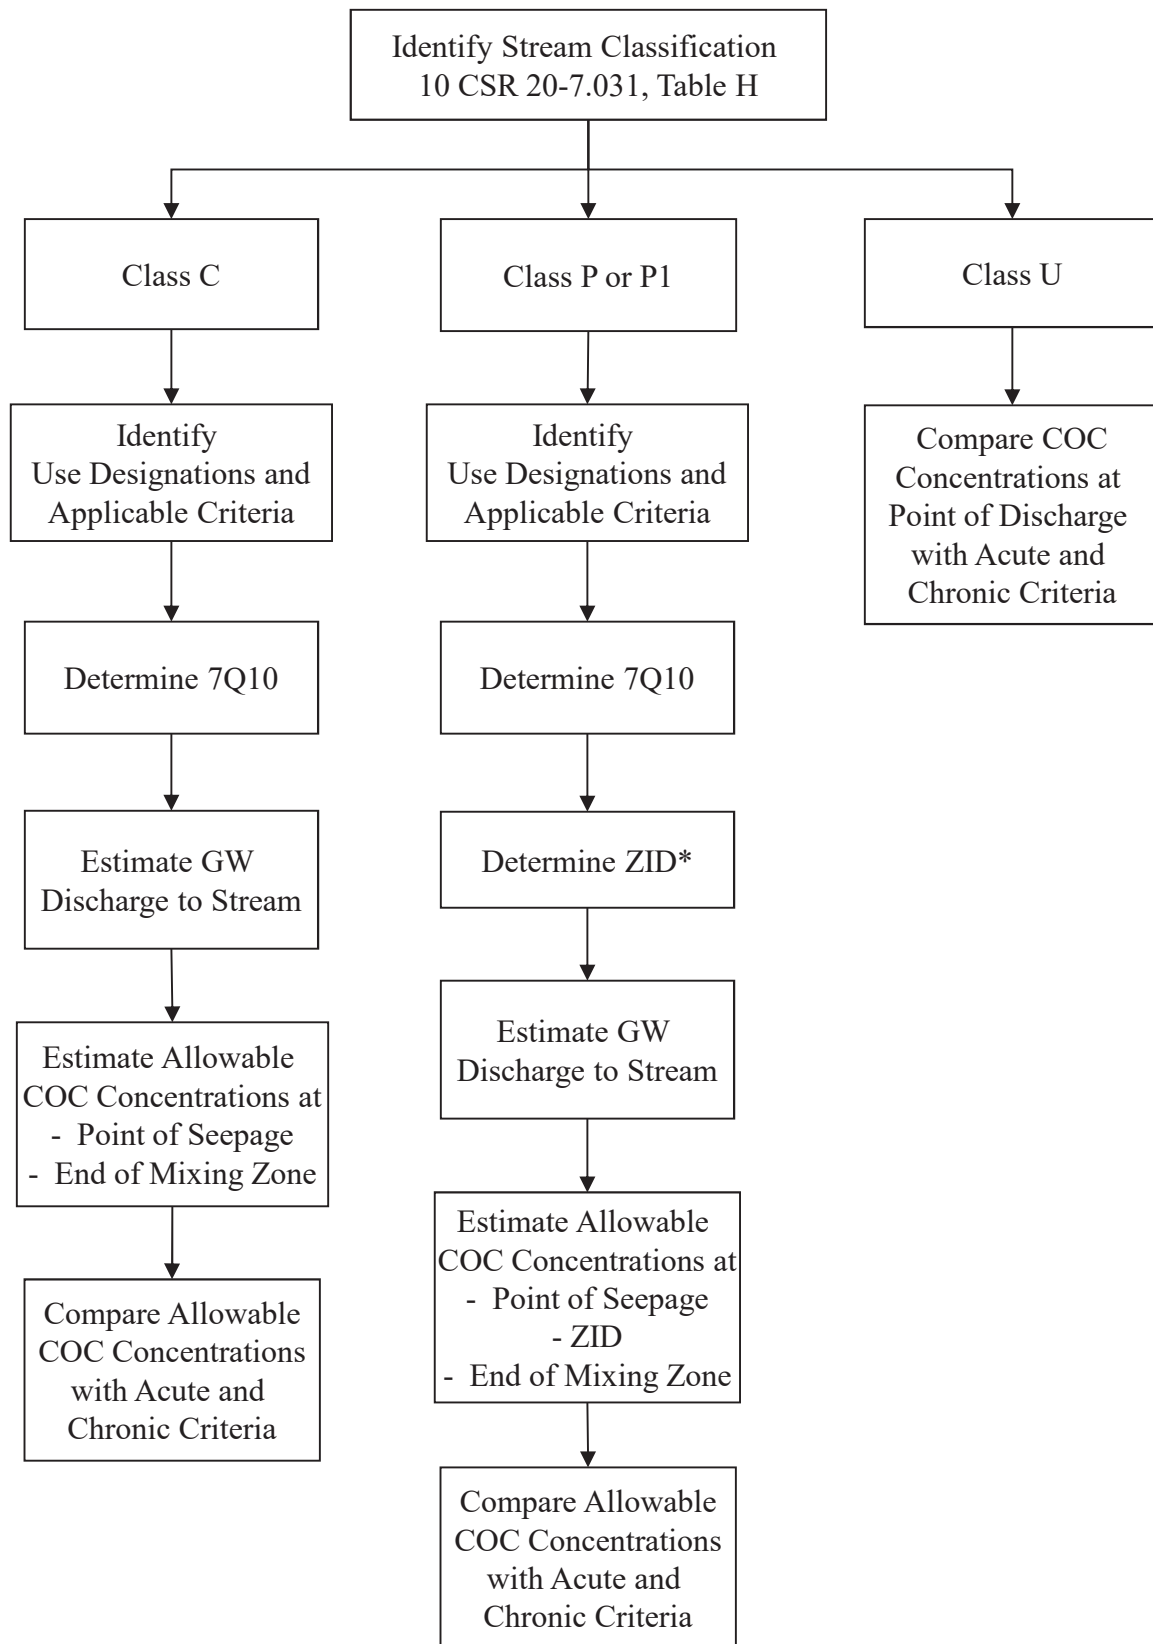 Identify Stream Classification
10 CSR 20-7.031, Table H
Class C
Identify
Use Designations and
Applicable Criteria
Determine 7Q10
Estimate GW
Discharge to Stream
Estimate Allowable
COC Concentrations at
- Point of Seepage
- End of Mixing Zone
Compare Allowable
COC Concentrations
with Acute and
Chronic Criteria
Class P or P1
Identify
Use Designations and
Applicable Criteria
Determine 7Q10
Determine ZID*
Estimate GW
Discharge to Stream
Estimate Allowable
COC Concentrations at
- Point of Seepage
- ZID
- End of Mixing Zone
Compare Allowable
COC Concentrations
with Acute and
Chronic Criteria
Class U
Compare COC
Concentrations at
Point of Discharge
with Acute and
Chronic Criteria